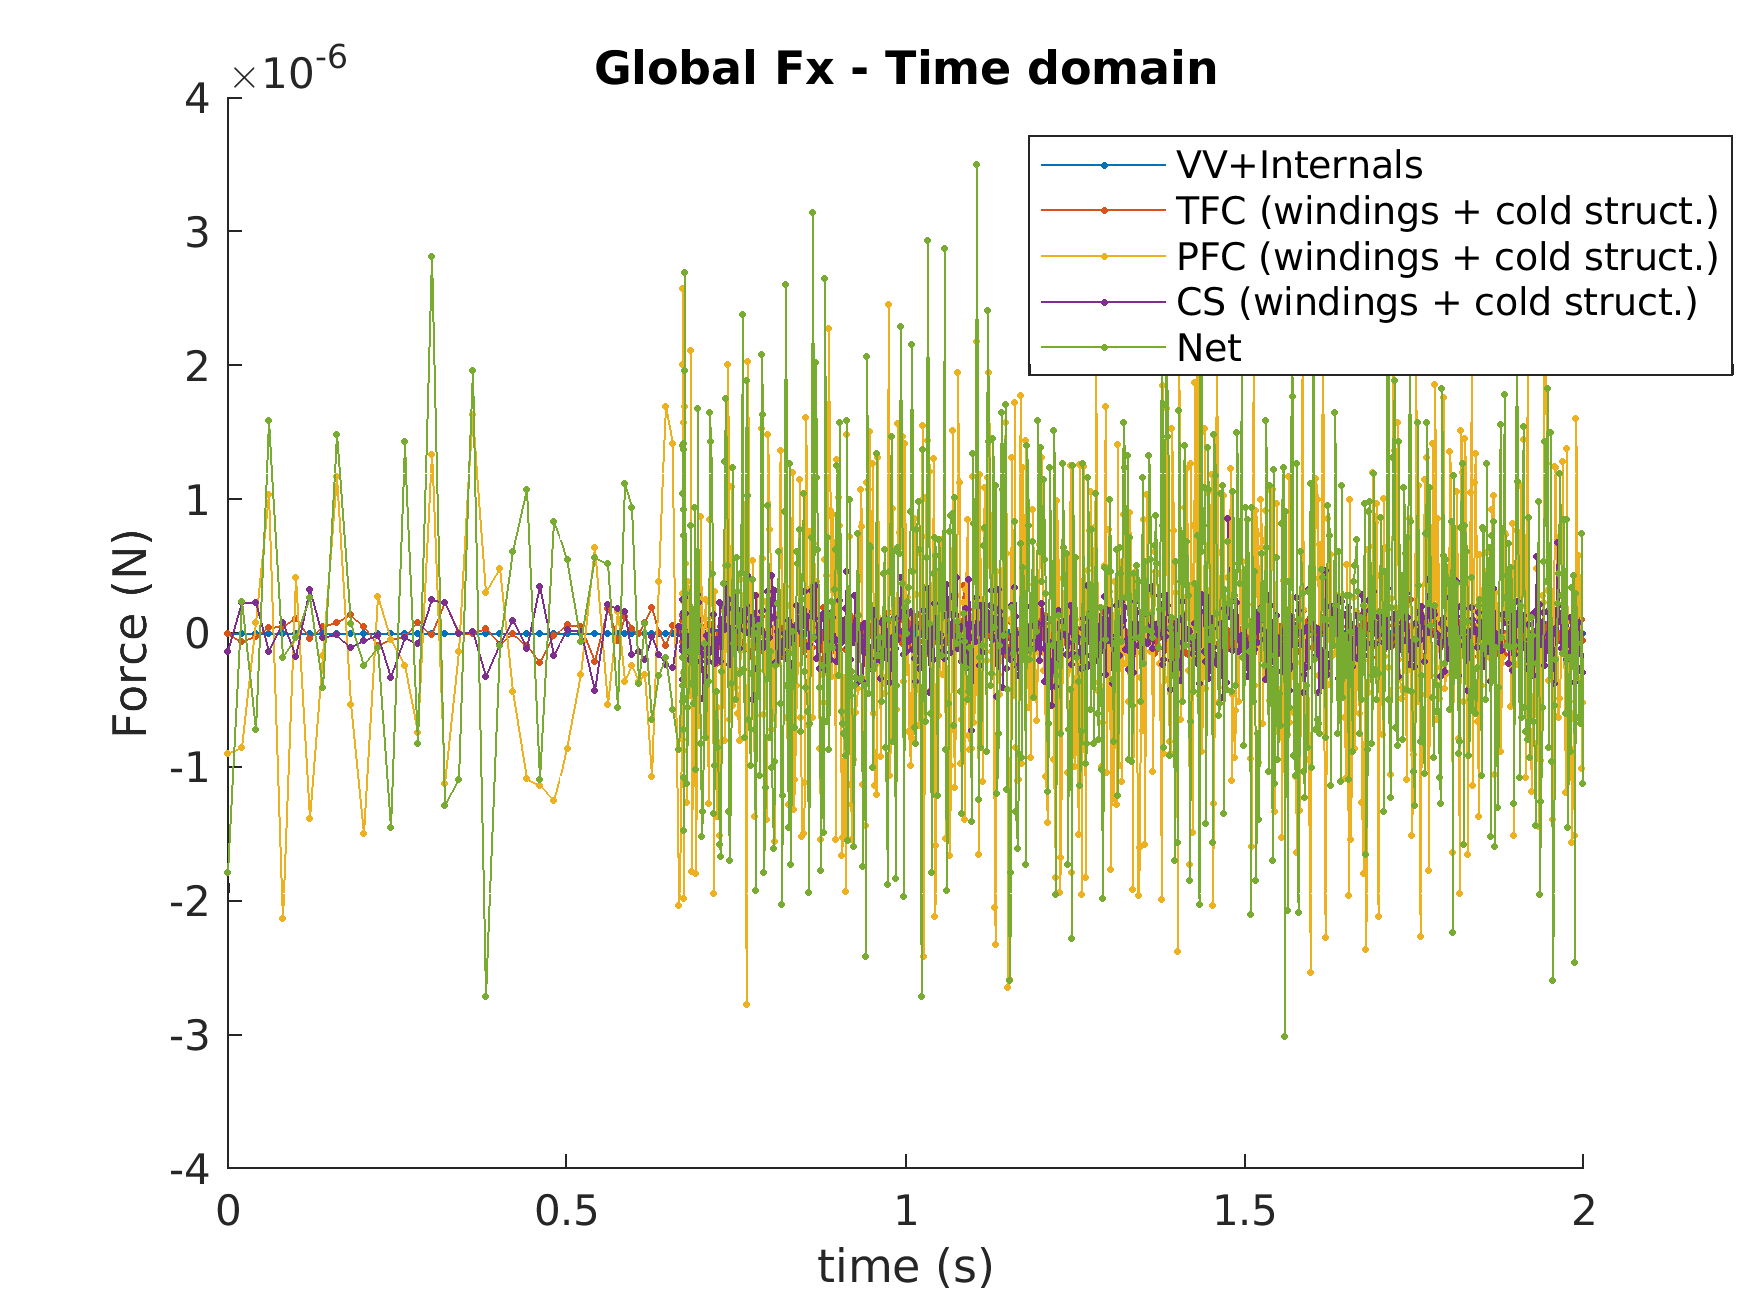 Global Fx - Time domain
×10-6
4
3
2
1
0
-1
-2
-3
-4
Force (N)
0 0.5 1 1.5 2
time (s)
VV+Internals
TFC (windings + cold struct.)
PFC (windings + cold struct.)
CS (windings + cold struct.)
Net